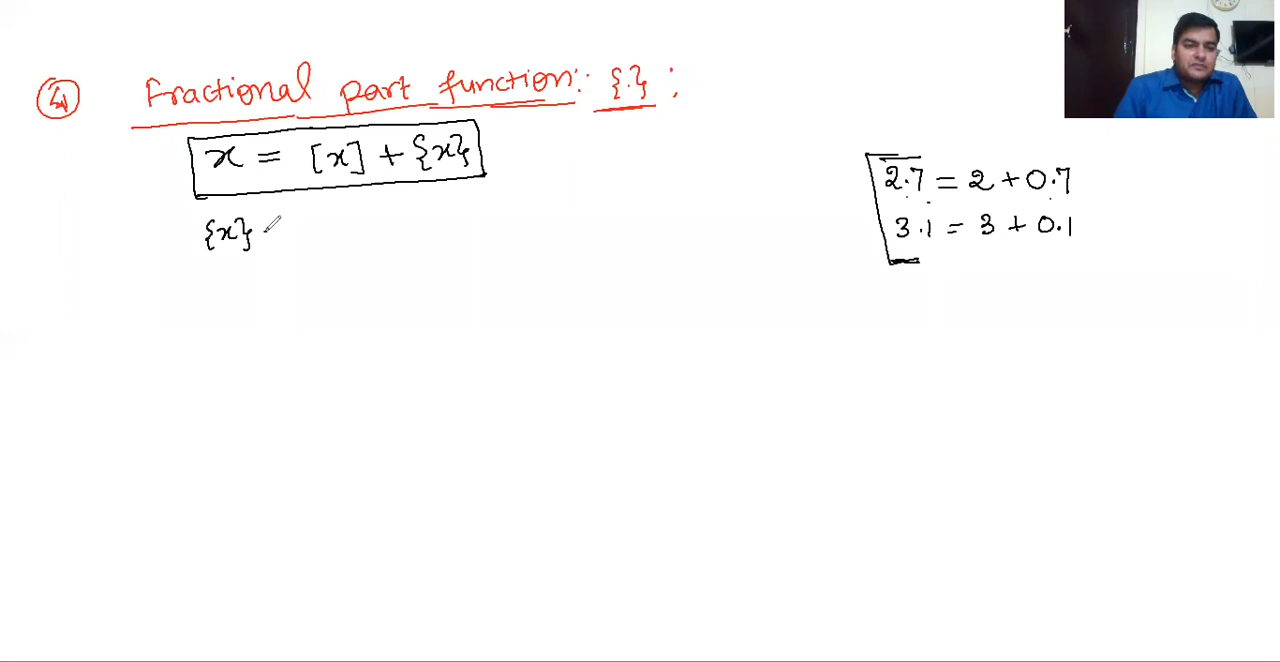 4 Fractional part function: {.} :
x = [x] + {x}
{x}
2.7 = 2 + 0.7
3.1 = 3 + 0.1